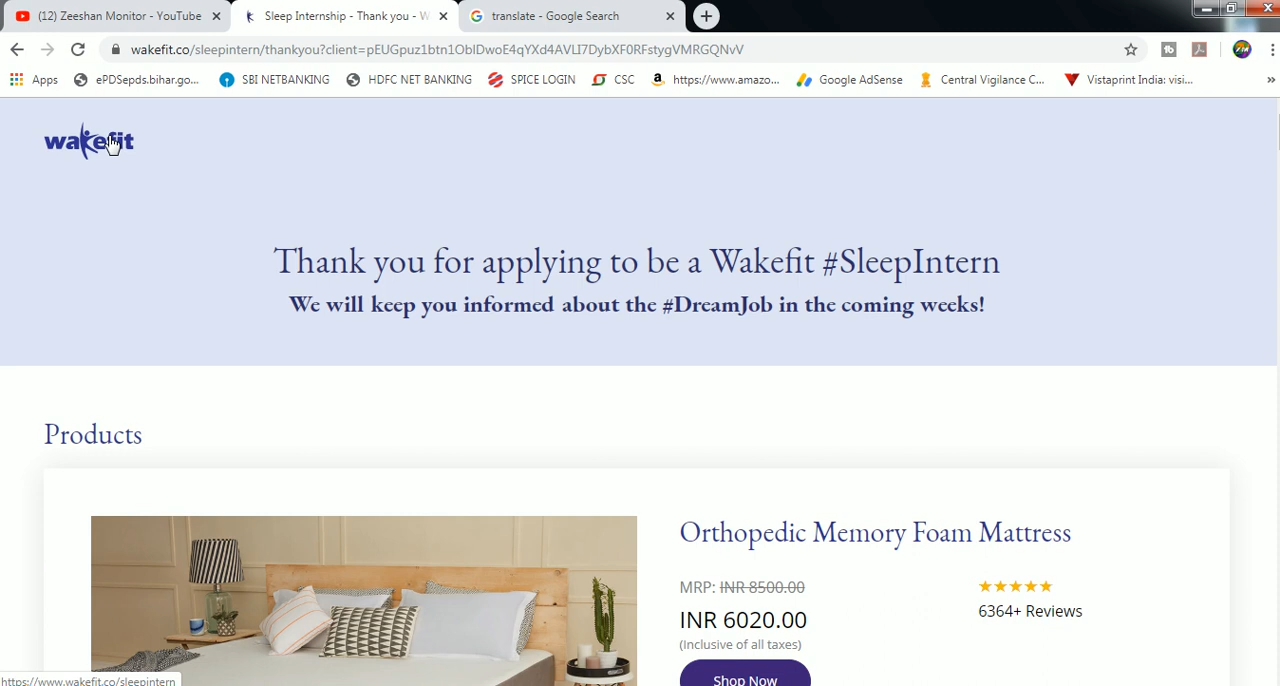 (12) Zeeshan Monitor - YouTube
Sleep Internship - Thank you - W
translate - Google Search
wakefit.co/sleepintern/thankyou?client=pEUGpuz1btn1OblDwoE4qYXd4AVLI7DybXF0RFstygVMRGQNvV
Apps
ePDSepds.bihar.go...
SBI NETBANKING
HDFC NET BANKING
SPICE LOGIN
CSC
https://www.amazo...
Google AdSense
Central Vigilance C...
Vistaprint India: visi...
»
wakefit
Thank you for applying to be a Wakefit #SleepIntern
We will keep you informed about the #DreamJob in the coming weeks!
Products
Orthopedic Memory Foam Mattress
MRP: INR 8500.00
INR 6020.00
6364+ Reviews
(Inclusive of all taxes)
Shop Now
https://www.wakefit.co/sleepintern